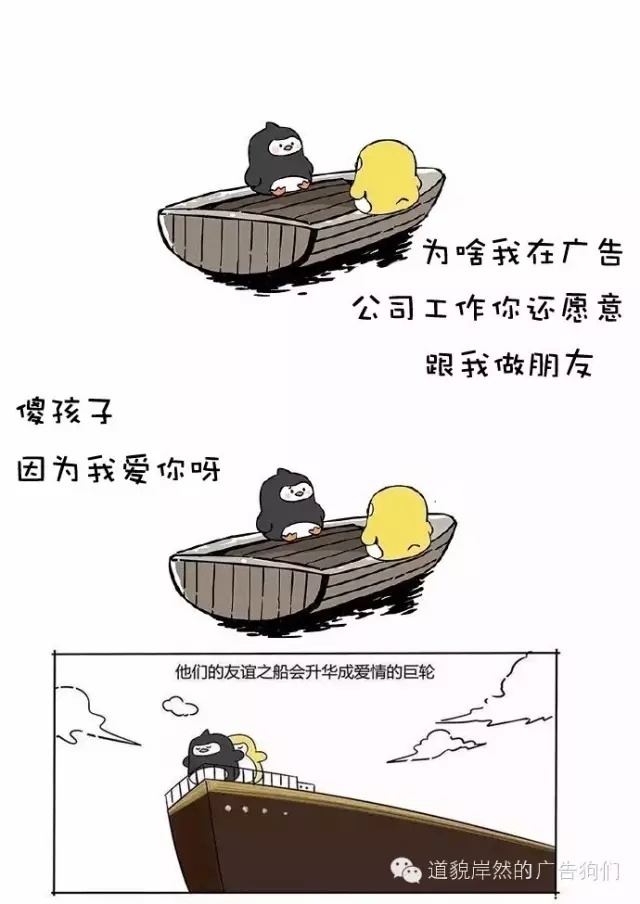 为啥我在广告
公司工作你还愿意
跟我做朋友
傻孩子
因为我爱你呀
他们的友谊之船会升华成爱情的巨轮
道貌岸然的广告狗们